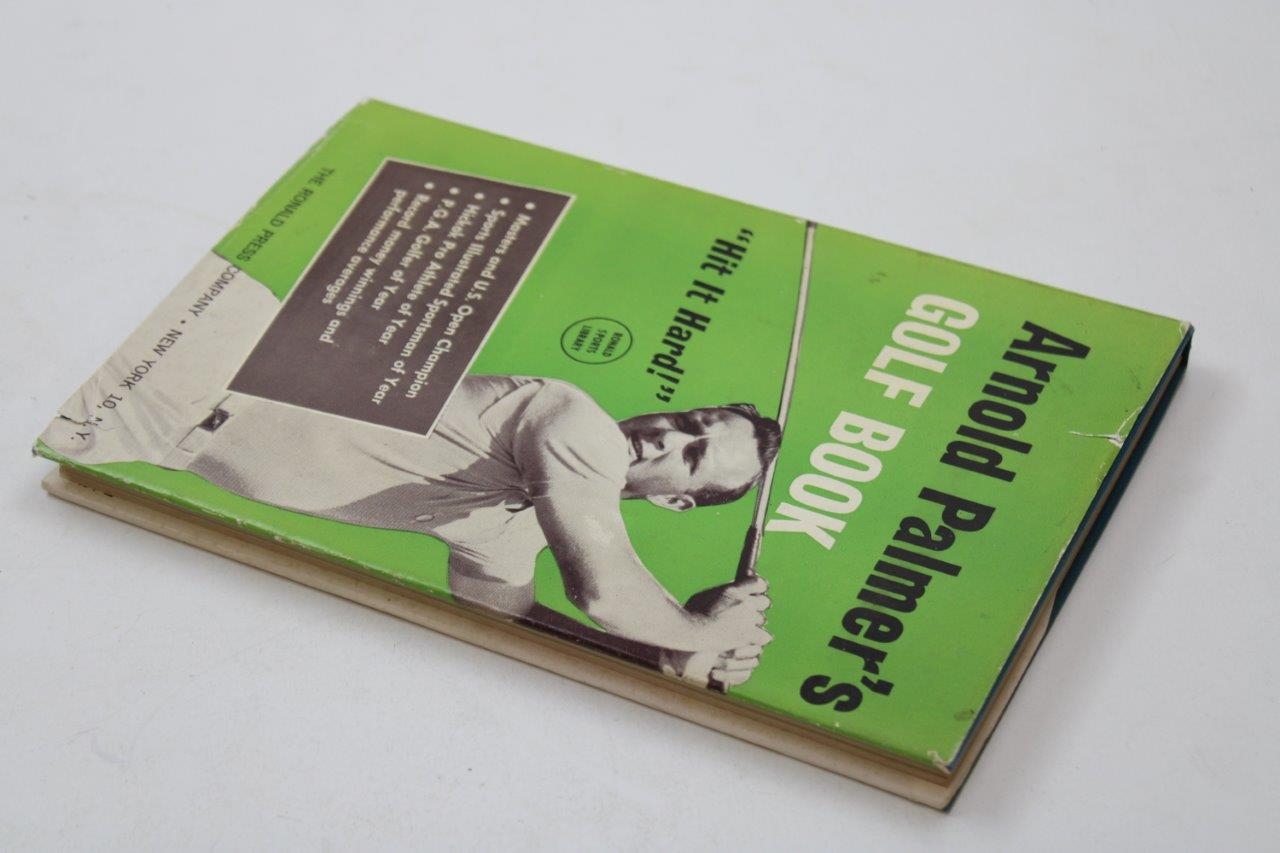 Arnold Palmer's
GOLF BOOK
"Hit It Hard!"
RONALD
SPORTS
LIBRARY
• Masters and U.S. Open Champion
• Sports Illustrated Sportsman of Year
• Hickok Pro Athlete of Year
• P.G.A. Golfer of Year
• Record money winnings and
performance averages
THE RONALD PRESS COMPANY • NEW YORK 10, N.Y.